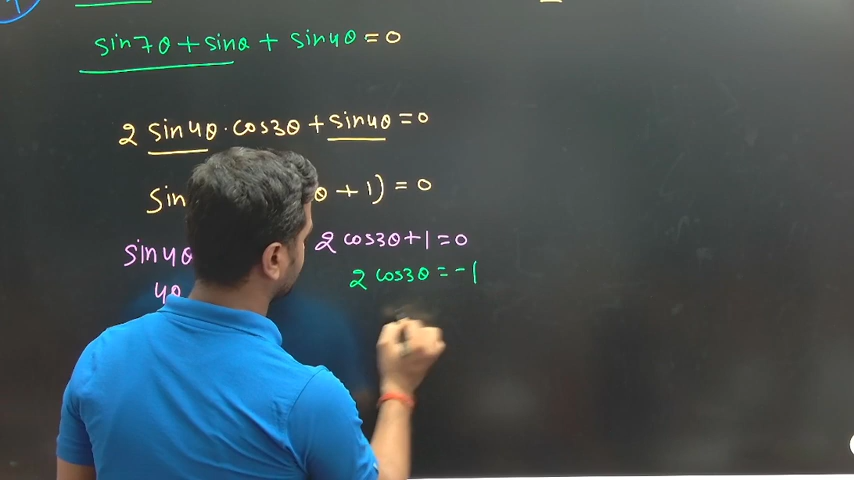 sin7θ + sinθ + sin4θ = 0
2 sin4θ · cos3θ + sin4θ = 0
sin θ + 1) = 0
sin4θ 2 cos3θ + 1 = 0
4θ 2 cos3θ = -1